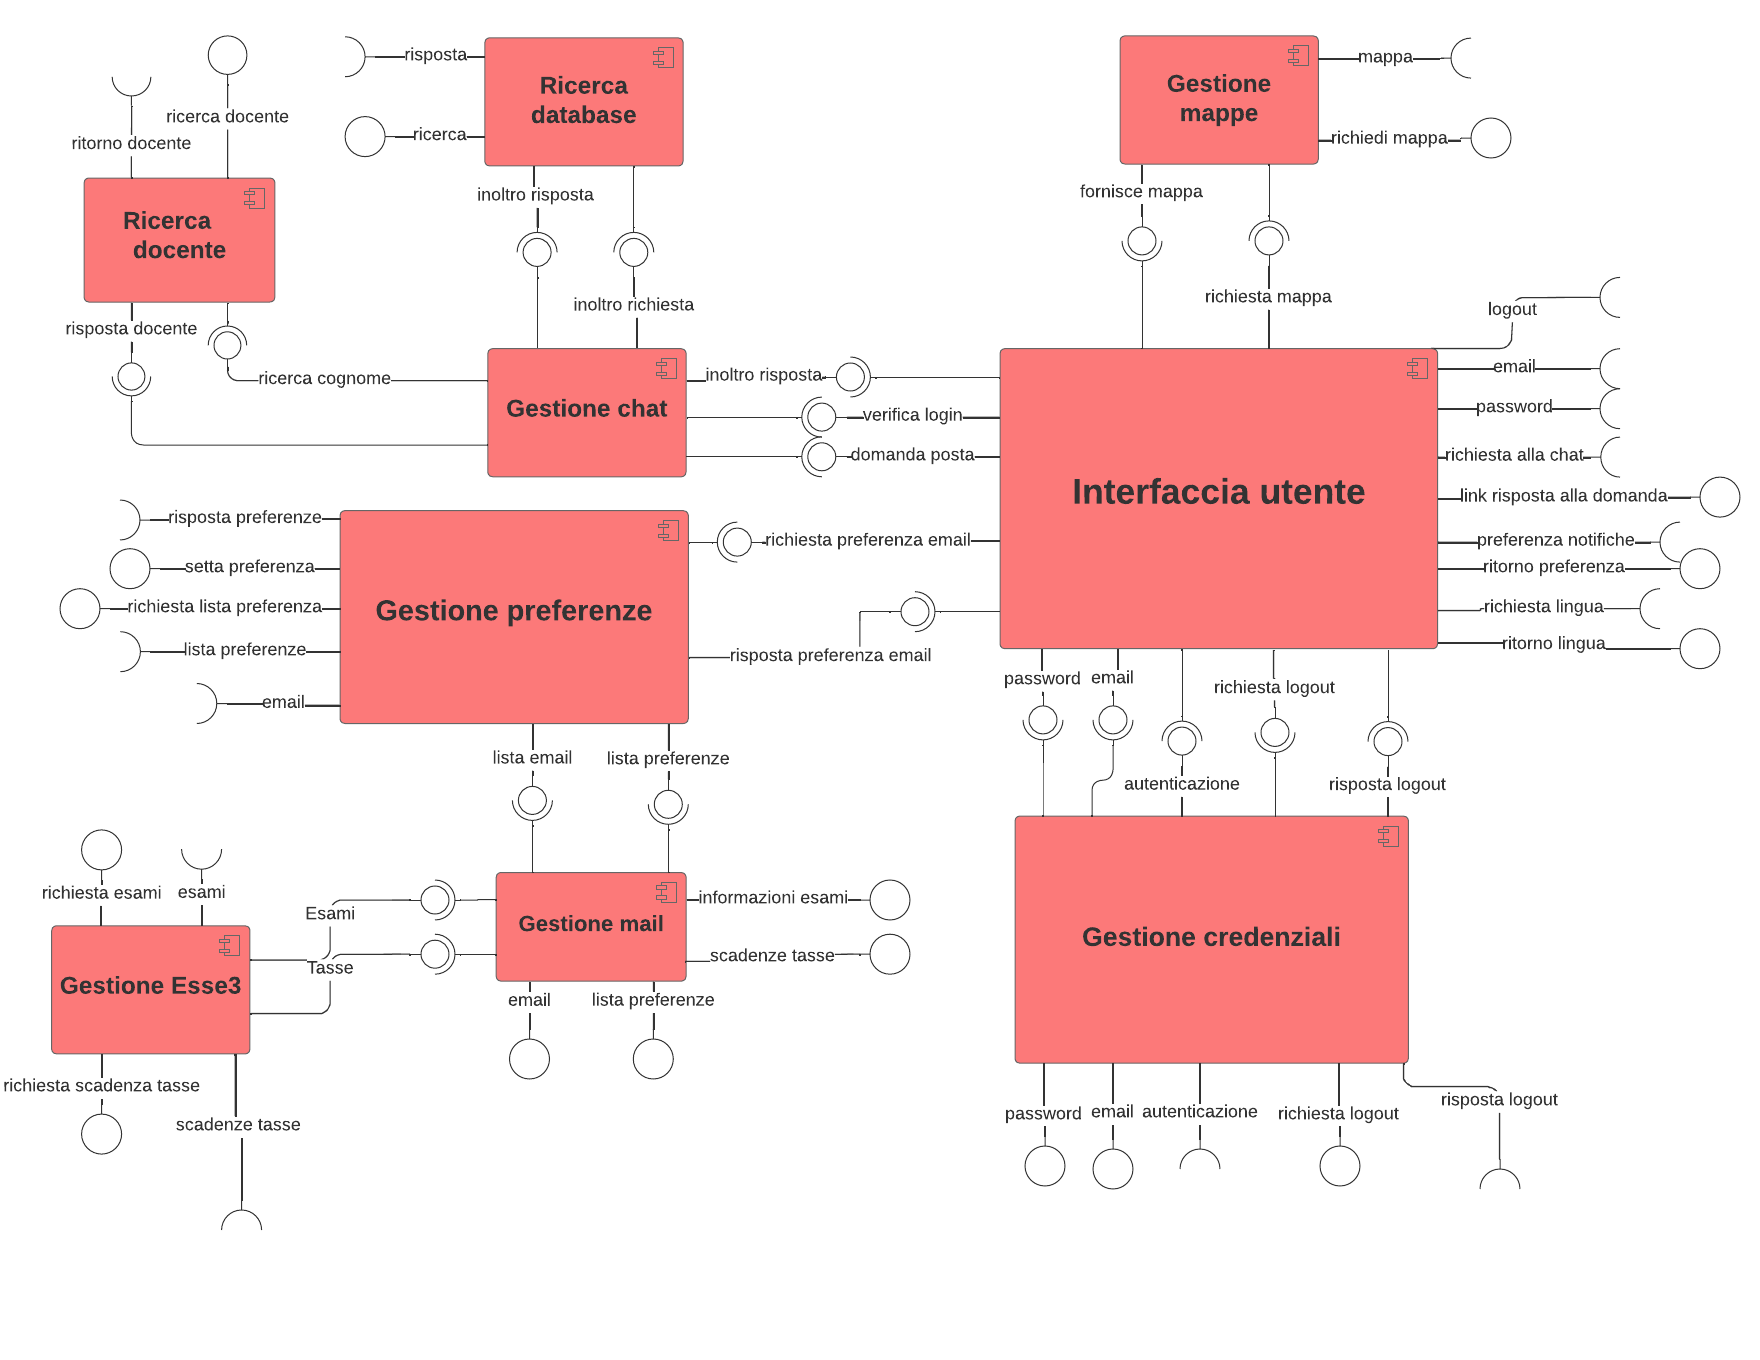 risposta
Ricerca
database
ricerca
ricerca docente
ritorno docente
inoltro risposta
Ricerca
docente
inoltro richiesta
risposta docente
ricerca cognome
Gestione
mappe
mappa
richiedi mappa
fornisce mappa
richiesta mappa
logout
Gestione chat
inoltro risposta
verifica login
domanda posta
Interfaccia utente
email
password
richiesta alla chat
link risposta alla domanda
preferenza notifiche
ritorno preferenza
richiesta lingua
ritorno lingua
risposta preferenze
setta preferenza
richiesta lista preferenza
lista preferenze
email
Gestione preferenze
richiesta preferenza email
risposta preferenza email
password
email
richiesta logout
autenticazione
risposta logout
lista email
lista preferenze
richiesta esami
esami
Esami
Tasse
Gestione Esse3
Gestione mail
informazioni esami
scadenze tasse
email
lista preferenze
richiesta scadenza tasse
scadenze tasse
Gestione credenziali
password
email
autenticazione
richiesta logout
risposta logout